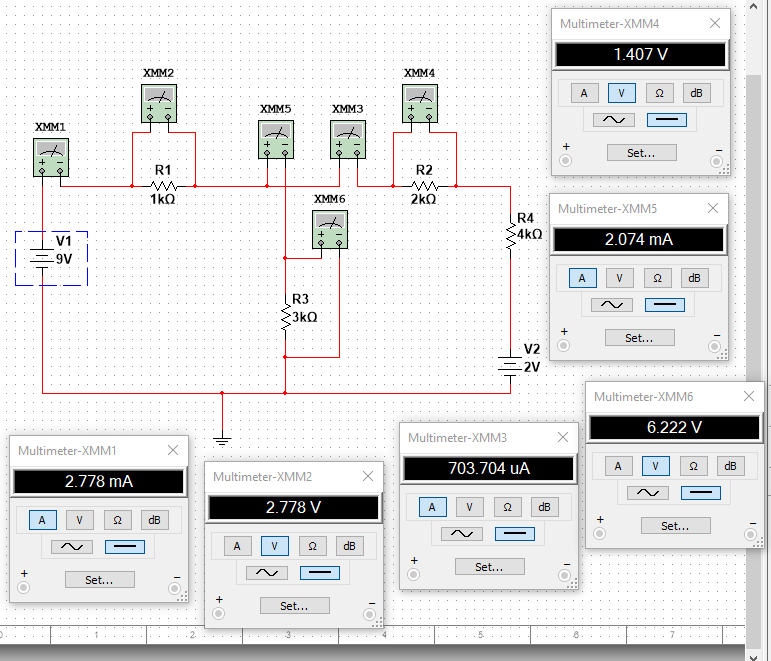 XMM1
XMM2
XMM5
XMM3
XMM4
R1
1kΩ
R2
2kΩ
XMM6
V1
9V
R4
4kΩ
R3
3kΩ
V2
2V
Multimeter-XMM4
1.407 V
A V Ω dB
+ −
Set...
Multimeter-XMM5
2.074 mA
A V Ω dB
+ −
Set...
Multimeter-XMM6
6.222 V
A V Ω dB
+ −
Set...
Multimeter-XMM1
2.778 mA
A V Ω dB
+ −
Set...
Multimeter-XMM2
2.778 V
A V Ω dB
+ −
Set...
Multimeter-XMM3
703.704 uA
A V Ω dB
+ −
Set...
0 1 2 3 4 5 6 7